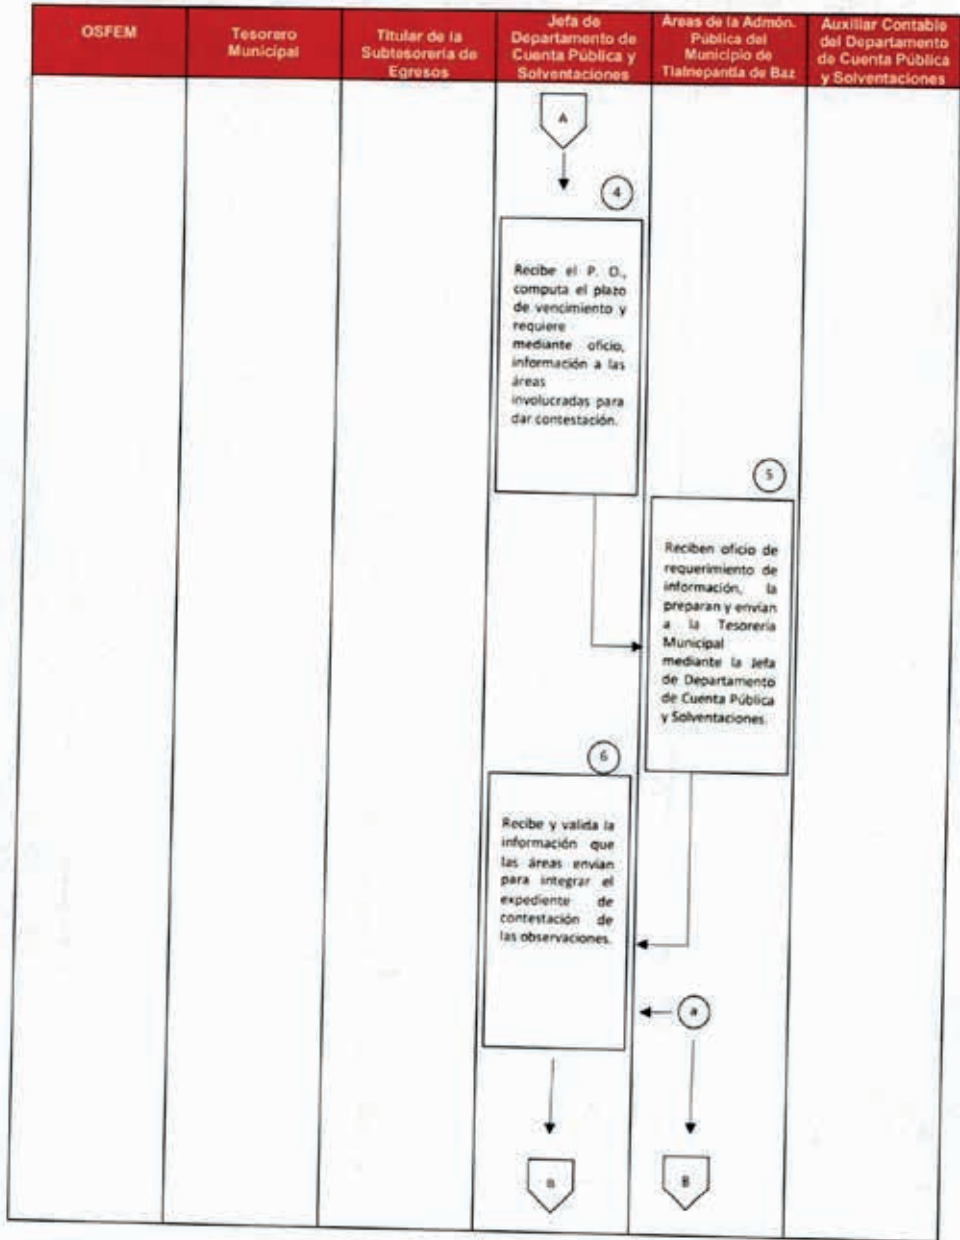 OSFEM
Tesorero
Municipal
Titular de la
Subtesorería de
Egresos
Jefa de
Departamento de
Cuenta Pública y
Solventaciones
Áreas de la Admón.
Pública del
Municipio de
Tlalnepantla de Baz
Auxiliar Contable
del Departamento
de Cuenta Pública
y Solventaciones
A
4
Recibe el P. O.,
computa el plazo
de vencimiento y
requiere
mediante oficio,
información a las
áreas
involucradas para
dar contestación.
5
Reciben oficio de
requerimiento de
información, la
preparan y envían
a la Tesorería
Municipal
mediante la Jefa
de Departamento
de Cuenta Pública
y Solventaciones.
6
Recibe y valida la
información que
las áreas envían
para integrar el
expediente de
contestación de
las observaciones.
a
B